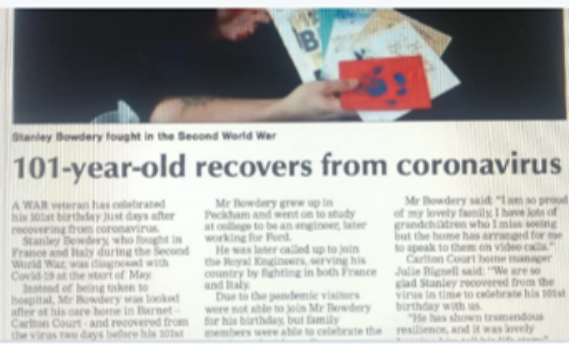 B
Stanley Bowdery fought in the Second World War
101-year-old recovers from coronavirus
A WAR veteran has celebrated
his 101st birthday just days after
recovering from coronavirus.
Stanley Bowdery, who fought in
France and Italy during the Second
World War, was diagnosed with
Covid-19 at the start of May.
Instead of being taken to
hospital, Mr Bowdery was looked
after at his care home in Barnet -
Carlton Court - and recovered from
the virus two days before his 101st
Mr Bowdery grew up in
Peckham and went on to study
at college to be an engineer, later
working for Ford.
He was later called up to join
the Royal Engineers, serving his
country by fighting in both France
and Italy.
Due to the pandemic visitors
were not able to join Mr Bowdery
for his birthday, but family
members were able to celebrate the
Mr Bowdery said: "I am so proud
of my lovely family, I have lots of
grandchildren who I miss seeing
but the home has arranged for me
to speak to them on video calls."
Carlton Court home manager
Julie Bignell said: "We are so
glad Stanley recovered from the
virus in time to celebrate his 101st
birthday with us.
"He has shown tremendous
resilience, and it was lovely